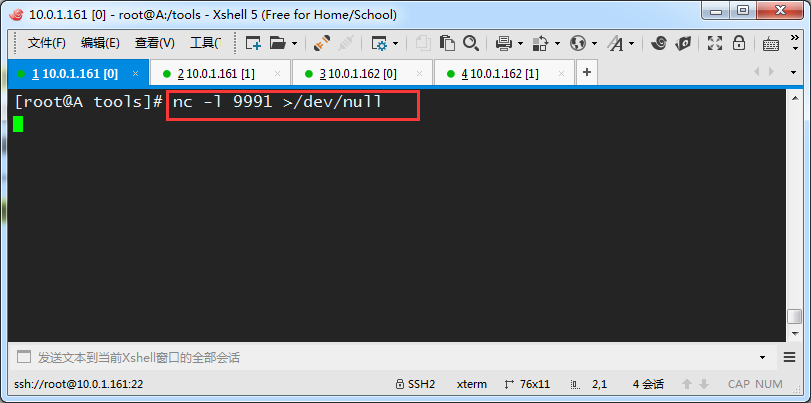 10.0.1.161 [0] - root@A:/tools - Xshell 5 (Free for Home/School)
文件(F) 编辑(E) 查看(V) 工具(
1 10.0.1.161 [0] × 2 10.0.1.161 [1] × 3 10.0.1.162 [0] × 4 10.0.1.162 [1] × +
[root@A tools]# nc -l 9991 >/dev/null
发送文本到当前Xshell窗口的全部会话
ssh://root@10.0.1.161:22 SSH2 xterm 76x11 2,1 4 会话 CAP NUM